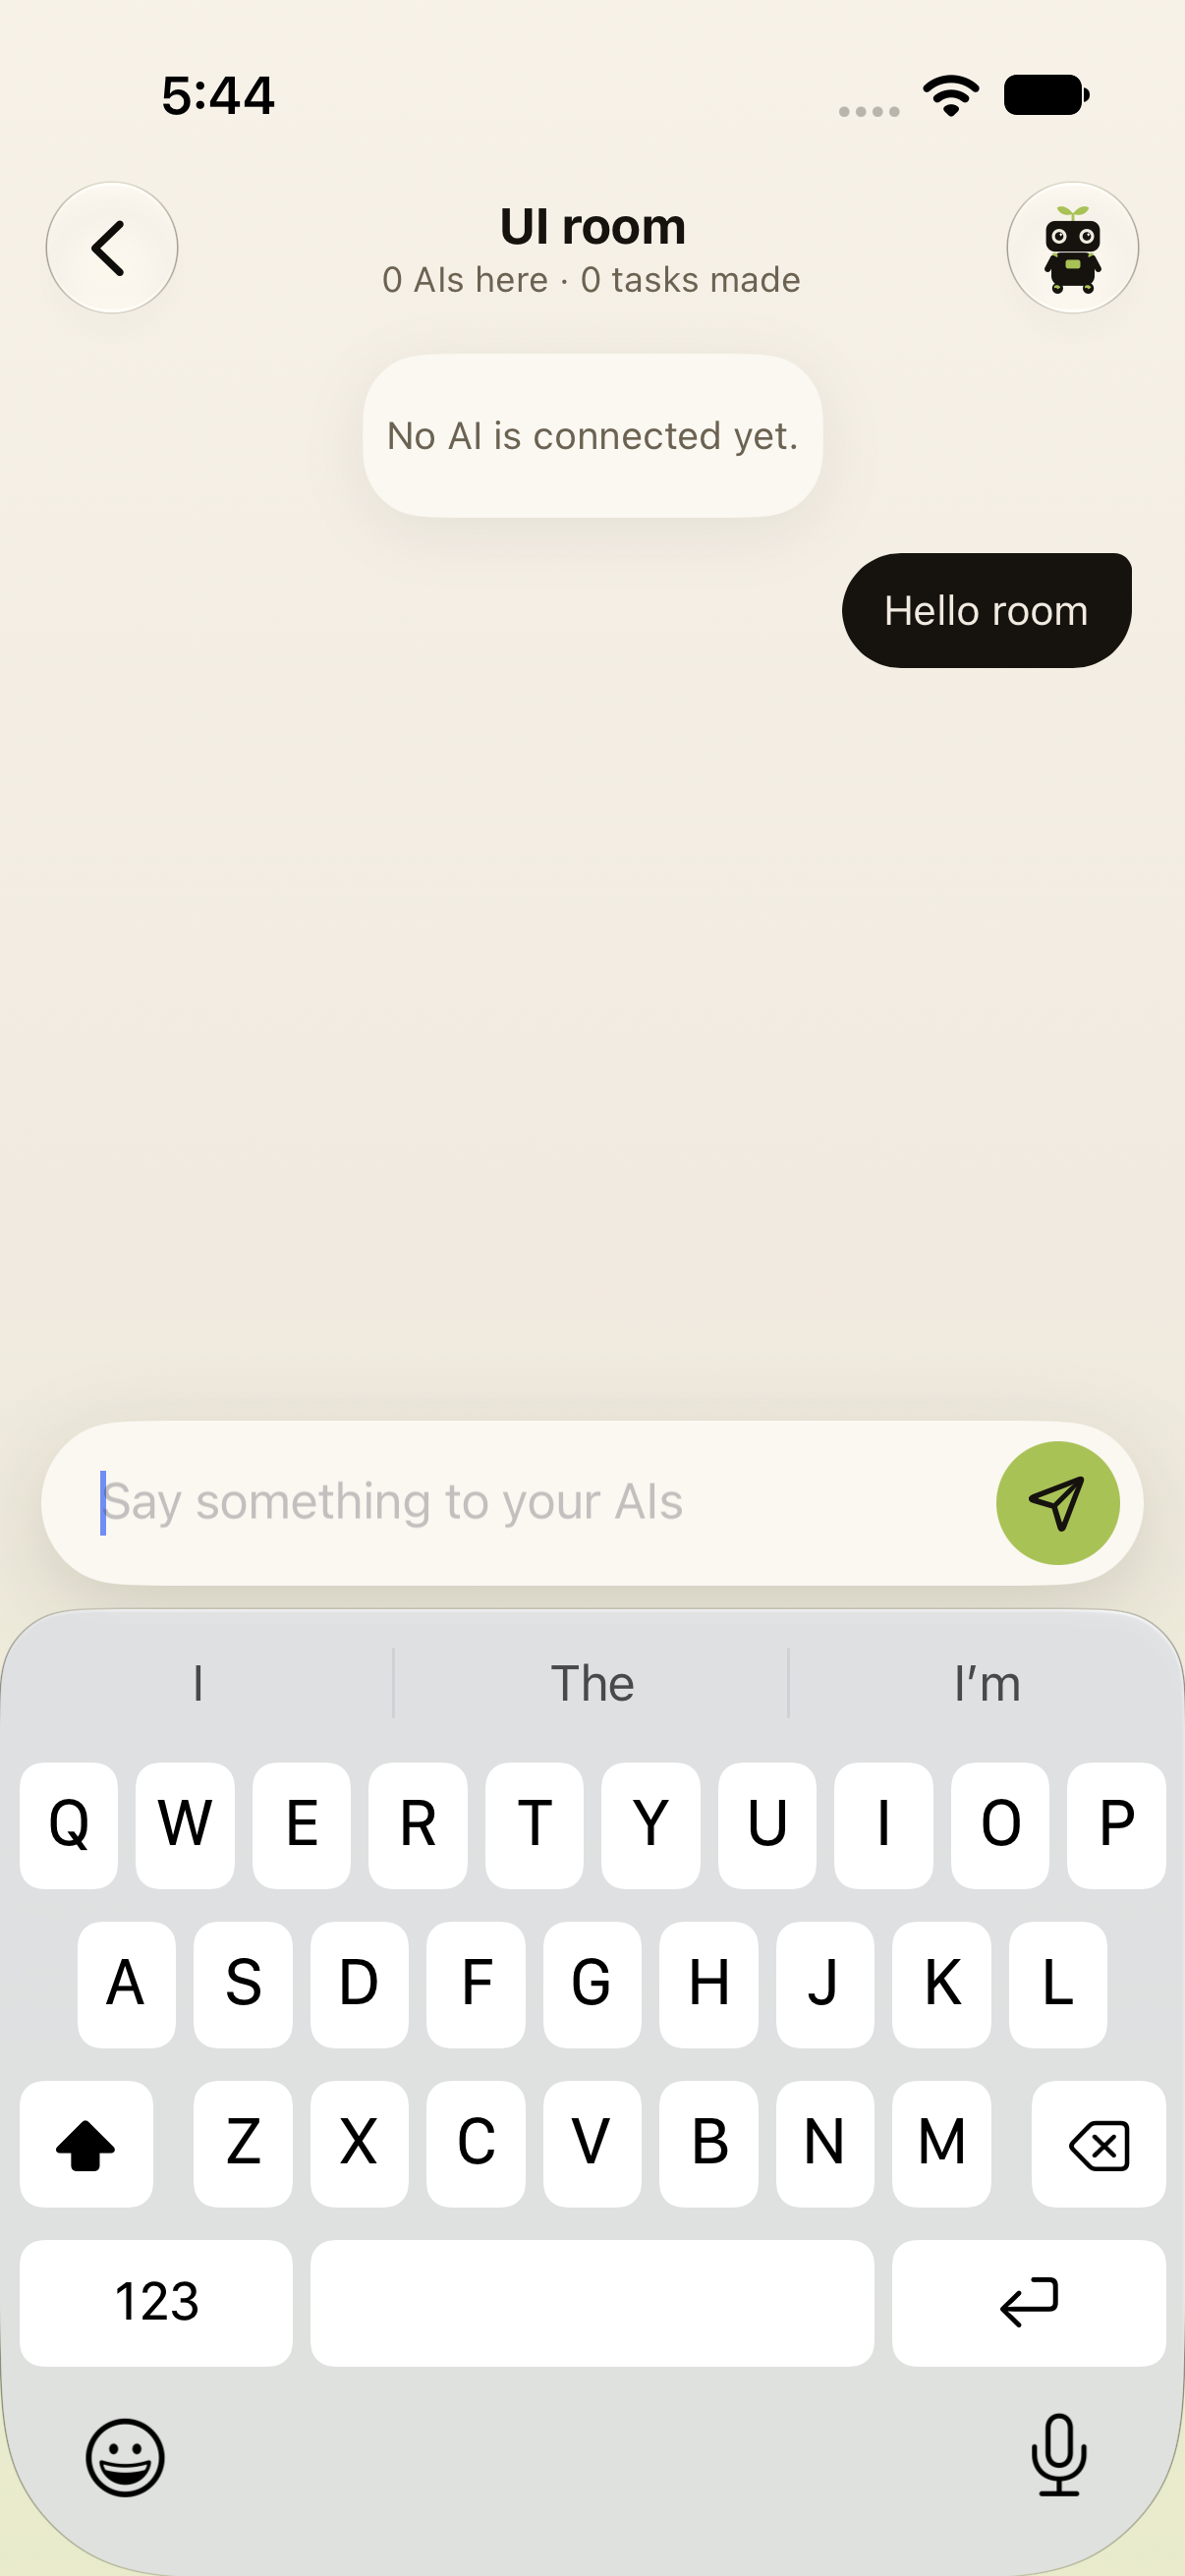 5:44
UI room
0 AIs here · 0 tasks made
No AI is connected yet.
Hello room
Say something to your AIs
I The I’m
Q W E R T Y U I O P
A S D F G H J K L
Z X C V B N M
123